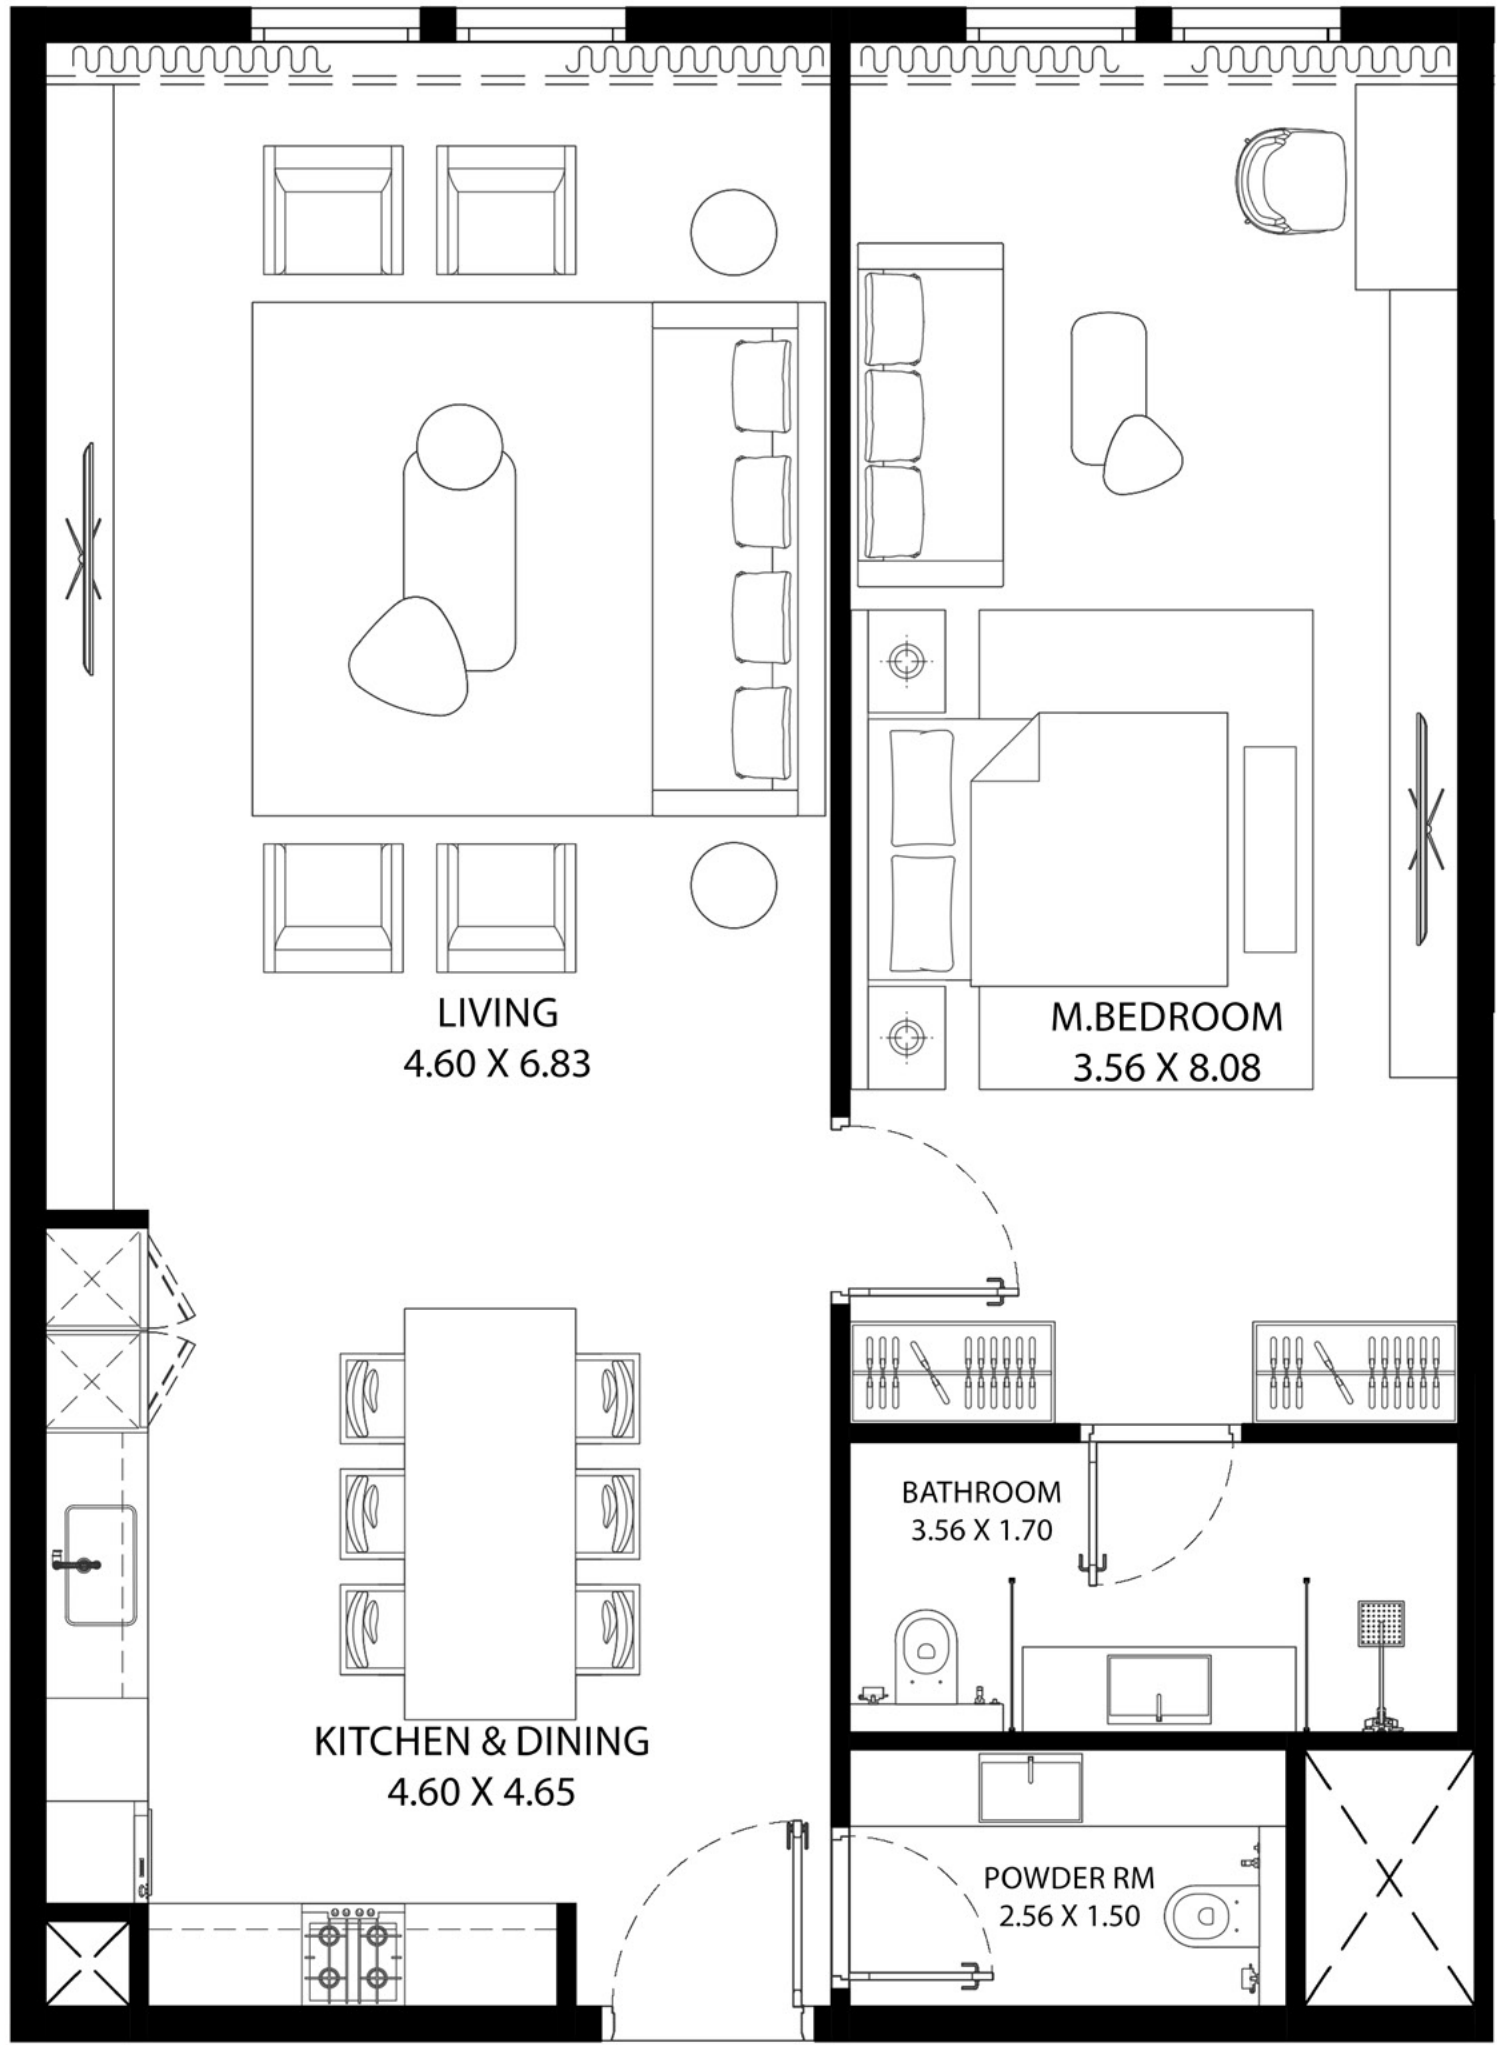 LIVING
4.60 X 6.83
M.BEDROOM
3.56 X 8.08
BATHROOM
3.56 X 1.70
KITCHEN & DINING
4.60 X 4.65
POWDER RM
2.56 X 1.50